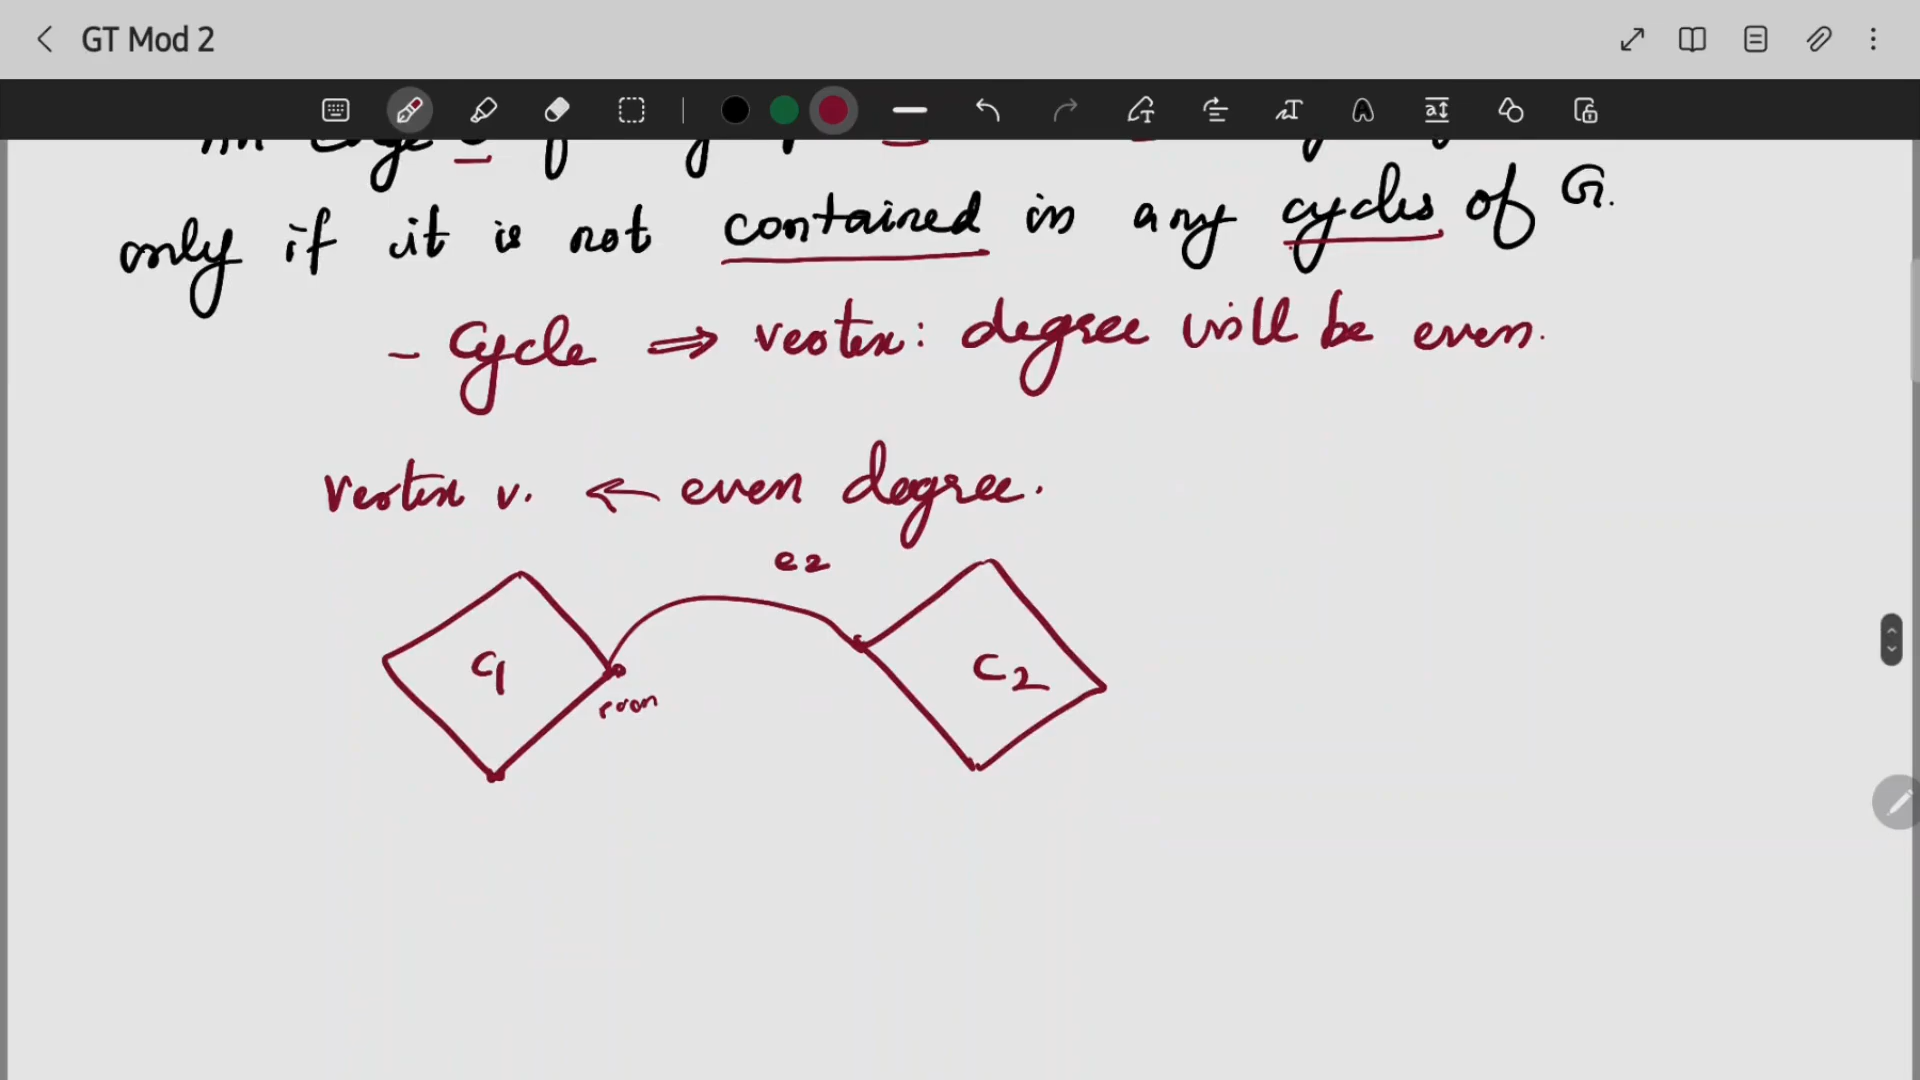 GT Mod 2
only if it is not contained in any cycles of G.
- Cycle ⇒ vertex: degree will be even.
vertex v. ← even degree.
e2
C1
C2